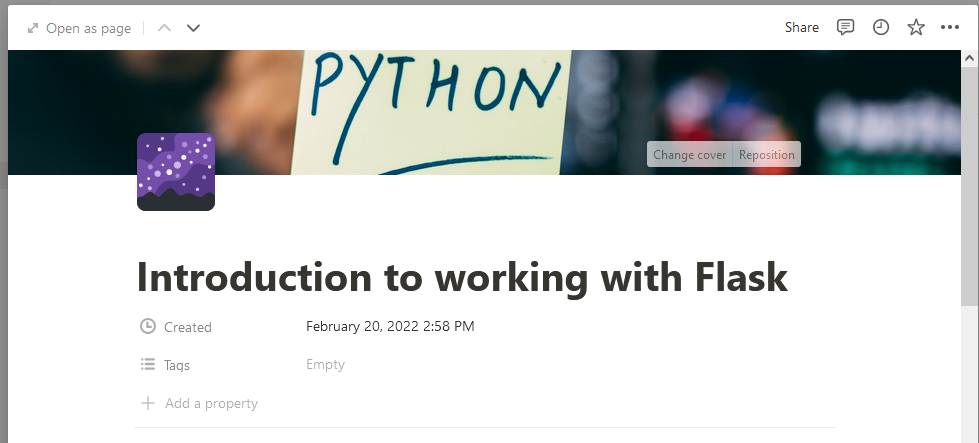 Open as page
Share
PYTHON
Change cover Reposition
Introduction to working with Flask
Created February 20, 2022 2:58 PM
Tags Empty
Add a property